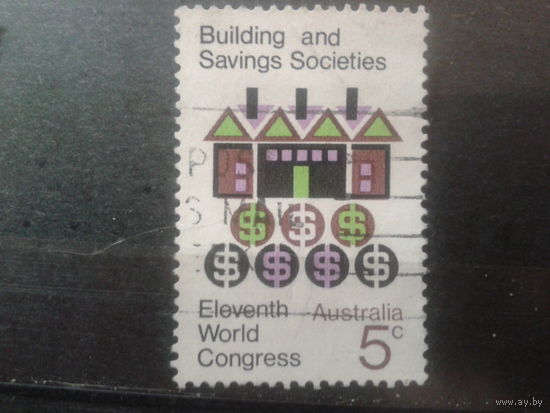 Building and
Savings Societies
$ $ $
$ $ $ $
Eleventh
World
Congress
Australia
5c
www.ay.by